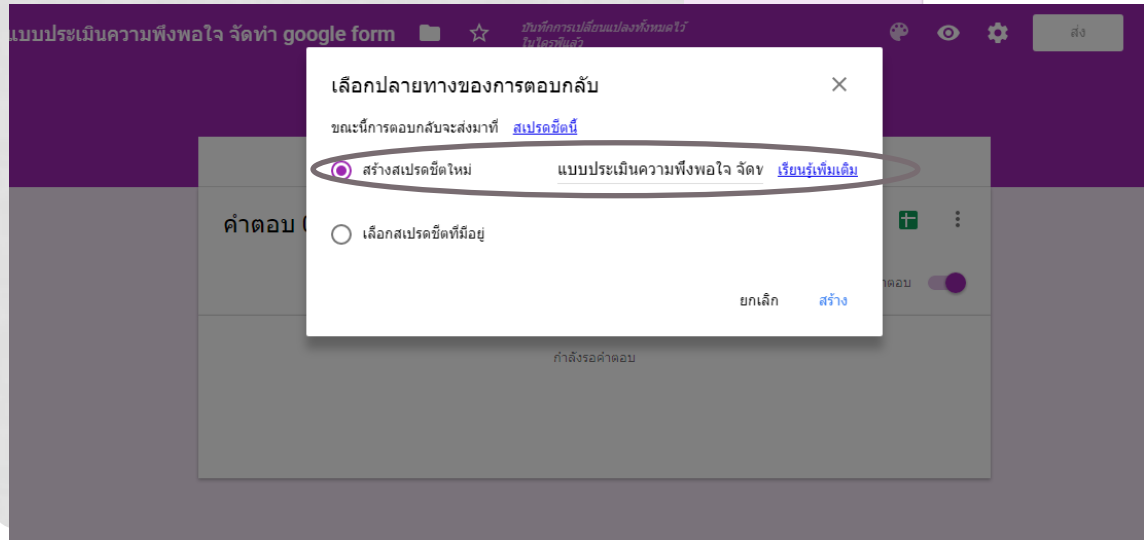 แบบประเมินความพึงพอใจ จัดทำ google form
บันทึกการเปลี่ยนแปลงทั้งหมดไว้
ในไดรฟ์แล้ว
ส่ง
เลือกปลายทางของการตอบกลับ
ขณะนี้การตอบกลับจะส่งมาที่ สเปรดชีตนี้
สร้างสเปรดชีตใหม่ แบบประเมินความพึงพอใจ จัดท เรียนรู้เพิ่มเติม
คำตอบ
เลือกสเปรดชีตที่มีอยู่
ยกเลิก สร้าง
กำลังรอคำตอบ